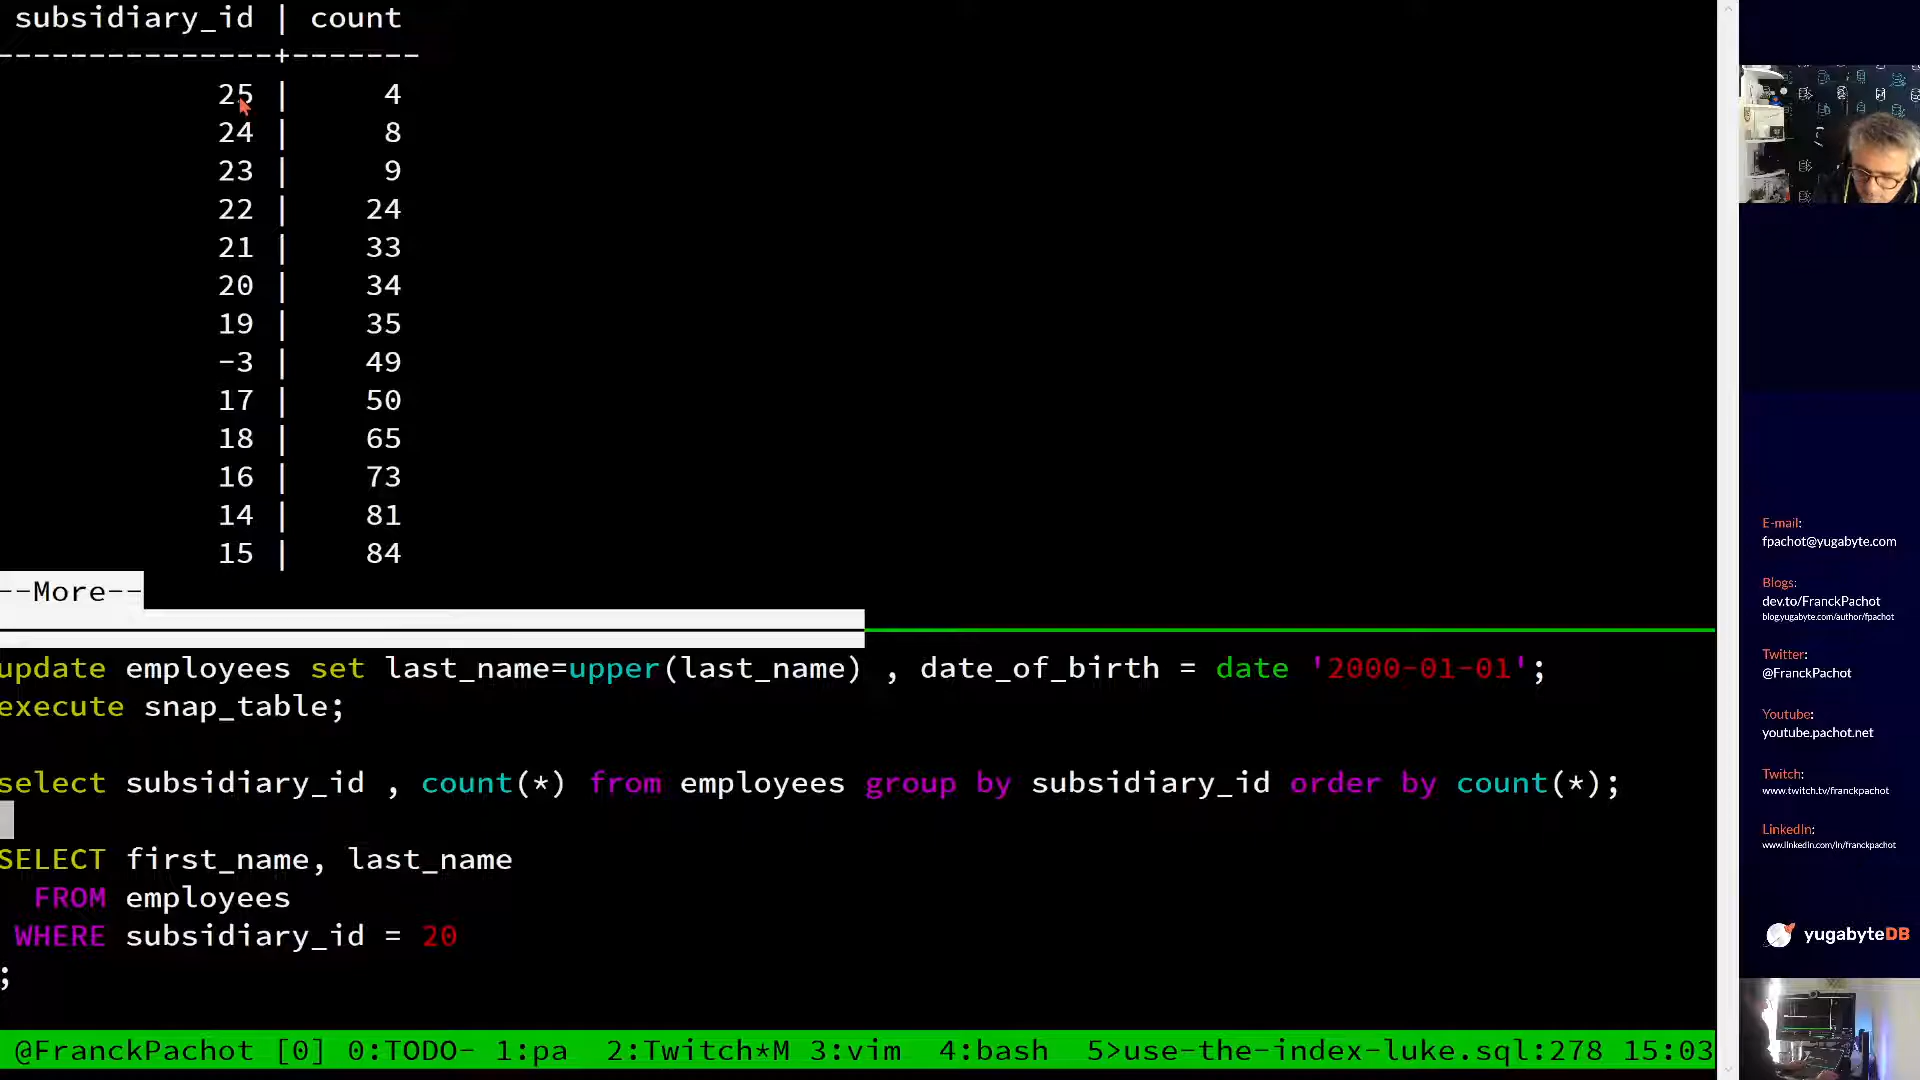 subsidiary_id | count
---------------+-------
25 | 4
24 | 8
23 | 9
22 | 24
21 | 33
20 | 34
19 | 35
-3 | 49
17 | 50
18 | 65
16 | 73
14 | 81
15 | 84
--More--
update employees set last_name=upper(last_name) , date_of_birth = date '2000-01-01';
execute snap_table;
select subsidiary_id , count(*) from employees group by subsidiary_id order by count(*);
SELECT first_name, last_name
FROM employees
WHERE subsidiary_id = 20
;
@FranckPachot [0] 0:TODO- 1:pa 2:Twitch*M 3:vim 4:bash 5>use-the-index-luke.sql:278 15:03
E-mail:
fpachot@yugabyte.com
Blogs:
dev.to/FranckPachot
blog.yugabyte.com/author/fpachot
Twitter:
@FranckPachot
Youtube:
youtube.pachot.net
Twitch:
www.twitch.tv/franckpachot
LinkedIn:
www.linkedin.com/in/franckpachot
yugabyteDB